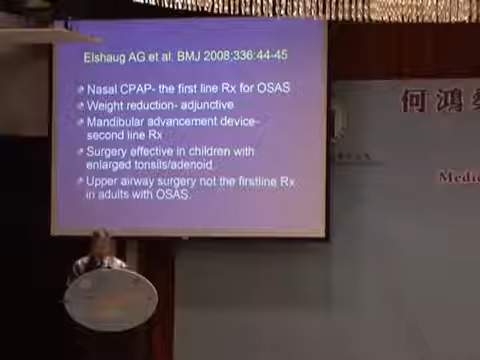 Elshaug AG et al. BMJ 2008;336:44-45
Nasal CPAP- the first line Rx for OSAS
Weight reduction- adjunctive
Mandibular advancement device-
second line Rx
Surgery effective in children with
enlarged tonsils/adenoid
Upper airway surgery not the firstline Rx
in adults with OSAS.
何鴻